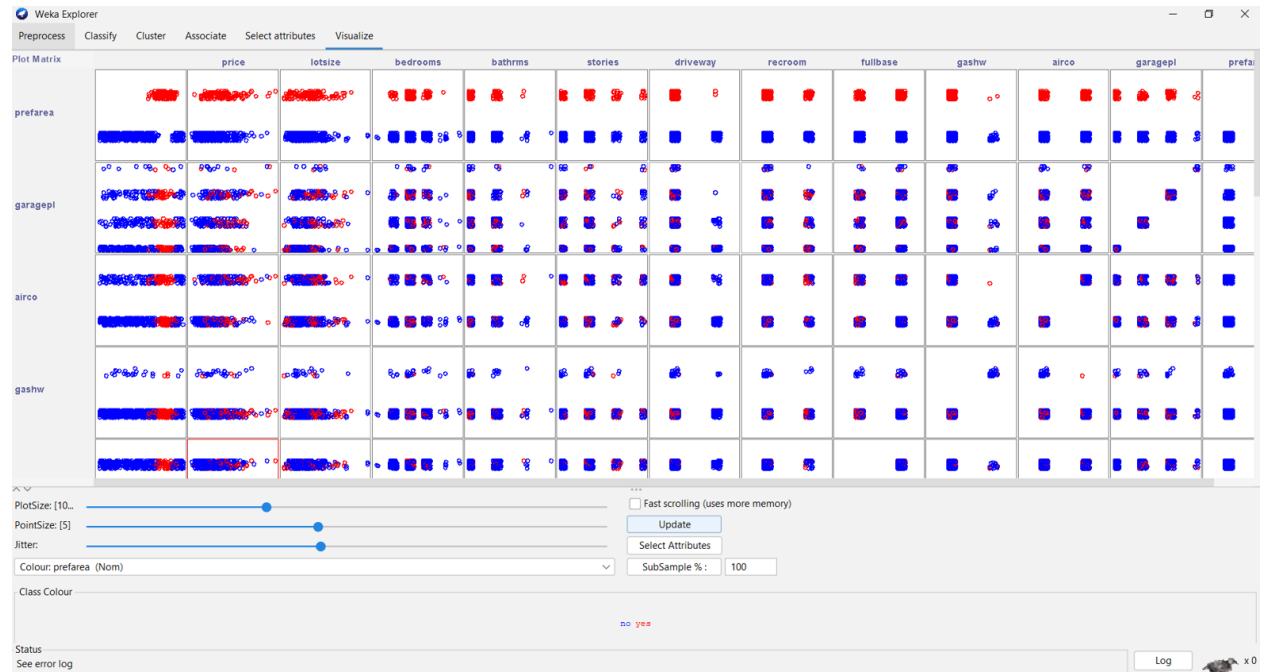 Weka Explorer
Preprocess Classify Cluster Associate Select attributes Visualize
Plot Matrix price lotsize bedrooms bathrms stories driveway recroom fullbase gashw airco garagepl prefar
prefarea
garagepl
airco
gashw
PlotSize: [10...
Fast scrolling (uses more memory)
PointSize: [5]
Update
Jitter:
Select Attributes
Colour: prefarea (Nom)
SubSample % : 100
Class Colour
no yes
Status
See error log
Log x 0